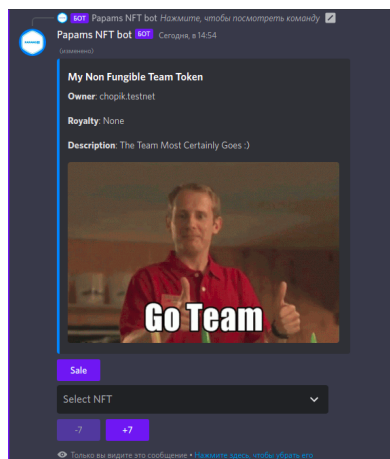 БОТ Papams NFT bot Нажмите, чтобы посмотреть команду
Papams NFT bot БОТ Сегодня, в 14:54
(изменено)
My Non Fungible Team Token
Owner: chopik.testnet
Royalty: None
Description: The Team Most Certainly Goes :)
Go Team
Sale
Select NFT
-7 +7
Только вы видите это сообщение • Нажмите здесь, чтобы убрать его